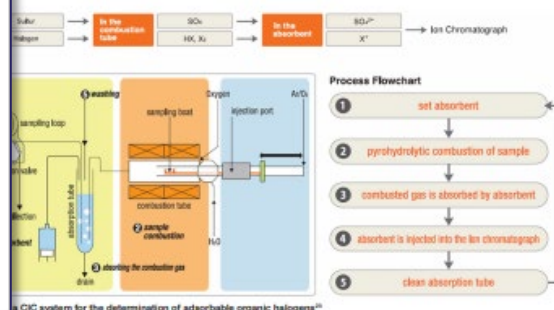 Sulfur
In the
combustion
tube
SOx
In the
absorbent
SO₄²⁻
Ion Chromatograph
Halogen
HX, X₂
X⁻
washing
Oxygen
Ar/O₂
sampling loop
sampling boat
injection port
absorption tube
combustion tube
2 sample
combustion
H₂O
3 absorbing the combustion gas
drain
Process Flowchart
1 set absorbent
2 pyrohydrolytic combustion of sample
3 combusted gas is absorbed by absorbent
4 absorbent is injected into the ion chromatograph
5 clean absorption tube
a CIC system for the determination of adsorbable organic halogens